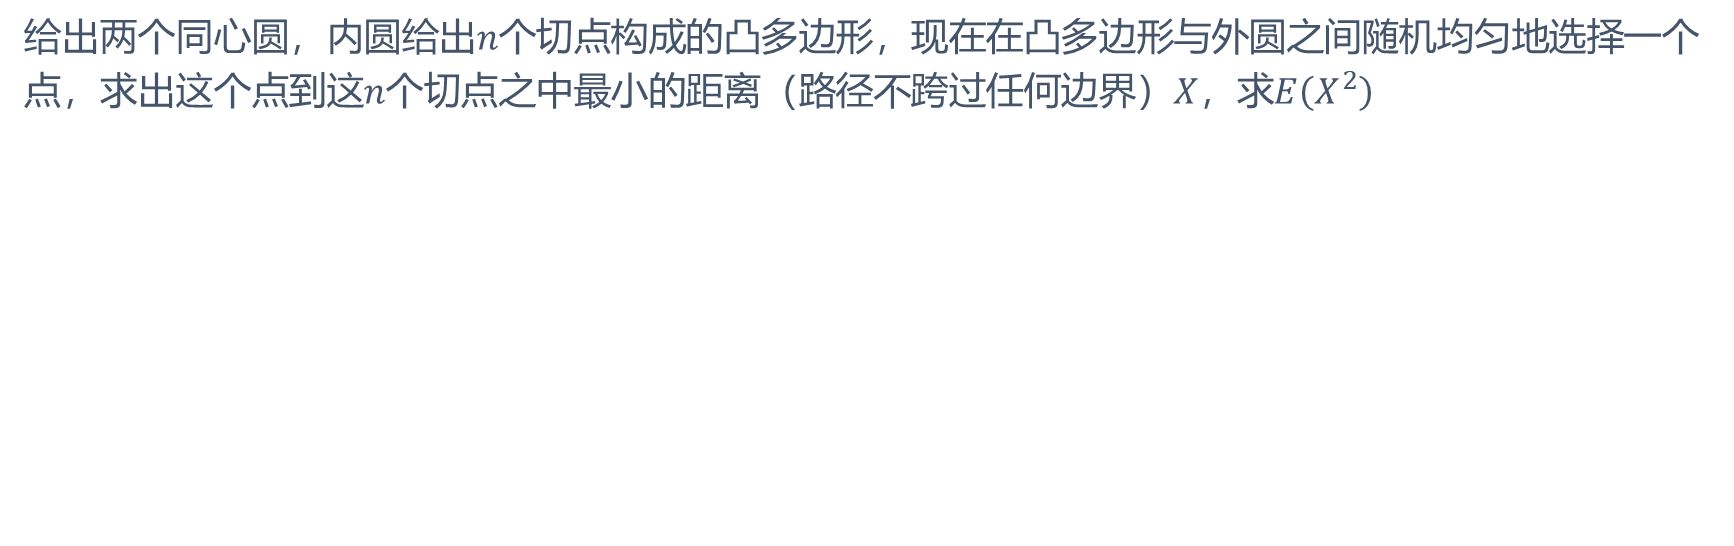 给出两个同心圆，内圆给出n个切点构成的凸多边形，现在在凸多边形与外圆之间随机均匀地选择一个
点，求出这个点到这n个切点之中最小的距离（路径不跨过任何边界）X，求E(X²)